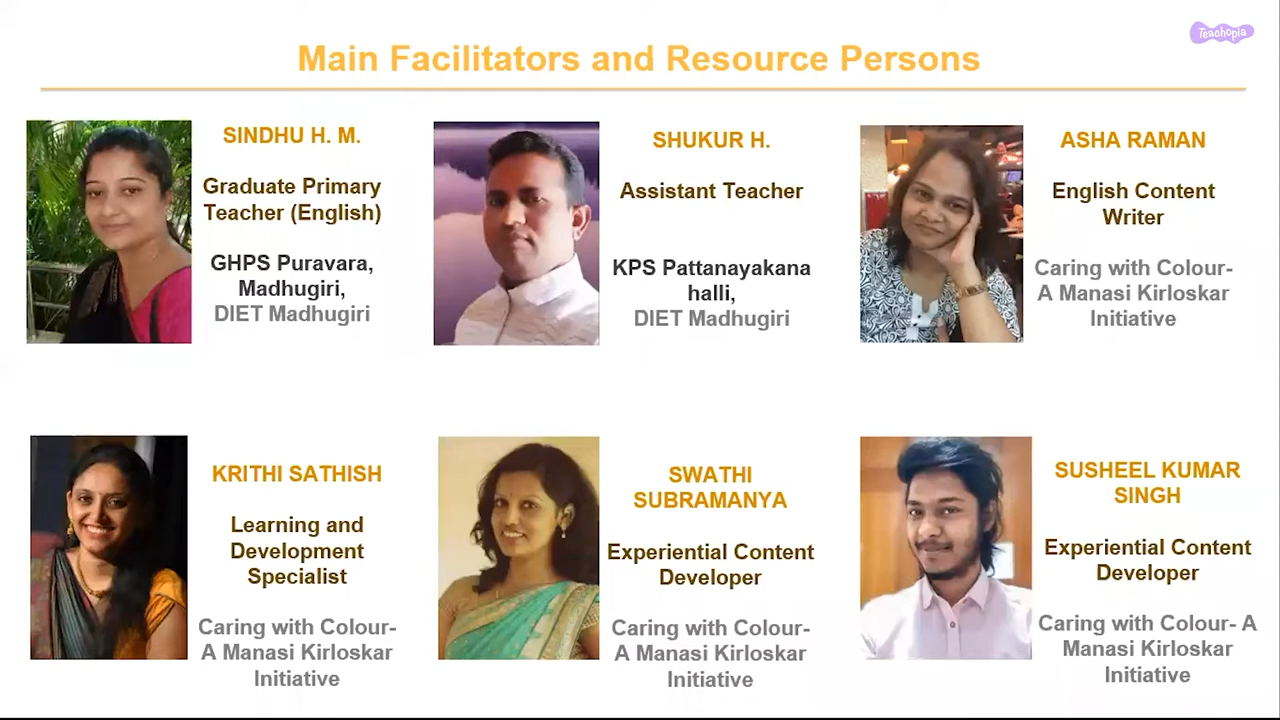 Teachopia
Main Facilitators and Resource Persons
SINDHU H. M.
Graduate Primary
Teacher (English)
GHPS Puravara,
Madhugiri,
DIET Madhugiri
SHUKUR H.
Assistant Teacher
KPS Pattanayakana
halli,
DIET Madhugiri
ASHA RAMAN
English Content
Writer
Caring with Colour-
A Manasi Kirloskar
Initiative
KRITHI SATHISH
Learning and
Development
Specialist
Caring with Colour-
A Manasi Kirloskar
Initiative
SWATHI
SUBRAMANYA
Experiential Content
Developer
Caring with Colour-
A Manasi Kirloskar
Initiative
SUSHEEL KUMAR
SINGH
Experiential Content
Developer
Caring with Colour- A
Manasi Kirloskar
Initiative